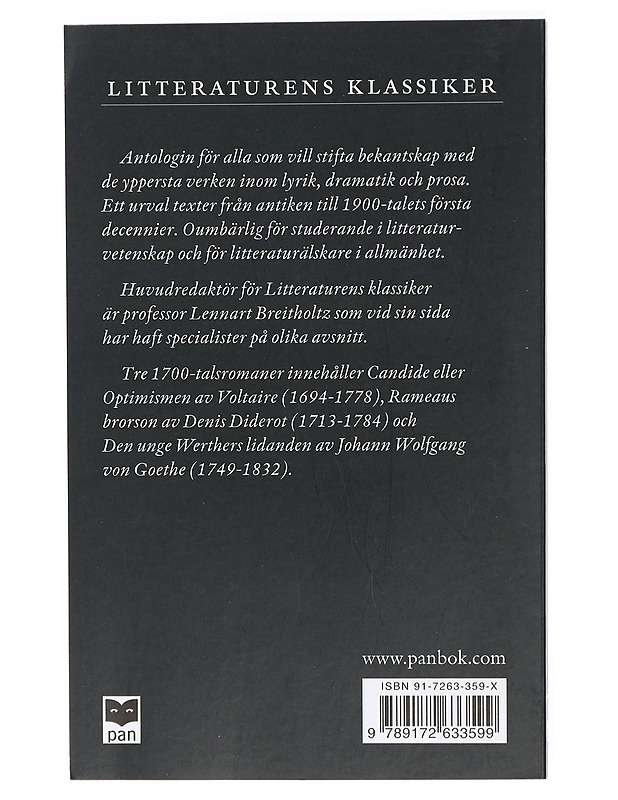 LITTERATURENS KLASSIKER
Antologin för alla som vill stifta bekantskap med
de yppersta verken inom lyrik, dramatik och prosa.
Ett urval texter från antiken till 1900-talets första
decennier. Oumbärlig för studerande i litteratur-
vetenskap och för litteraturälskare i allmänhet.
Huvudredaktör för Litteraturens klassiker
är professor Lennart Breitholtz som vid sin sida
har haft specialister på olika avsnitt.
Tre 1700-talsromaner innehåller Candide eller
Optimismen av Voltaire (1694-1778), Rameaus
brorson av Denis Diderot (1713-1784) och
Den unge Werthers lidanden av Johann Wolfgang
von Goethe (1749-1832).
www.panbok.com
ISBN 91-7263-359-X
9 789172 633599
pan